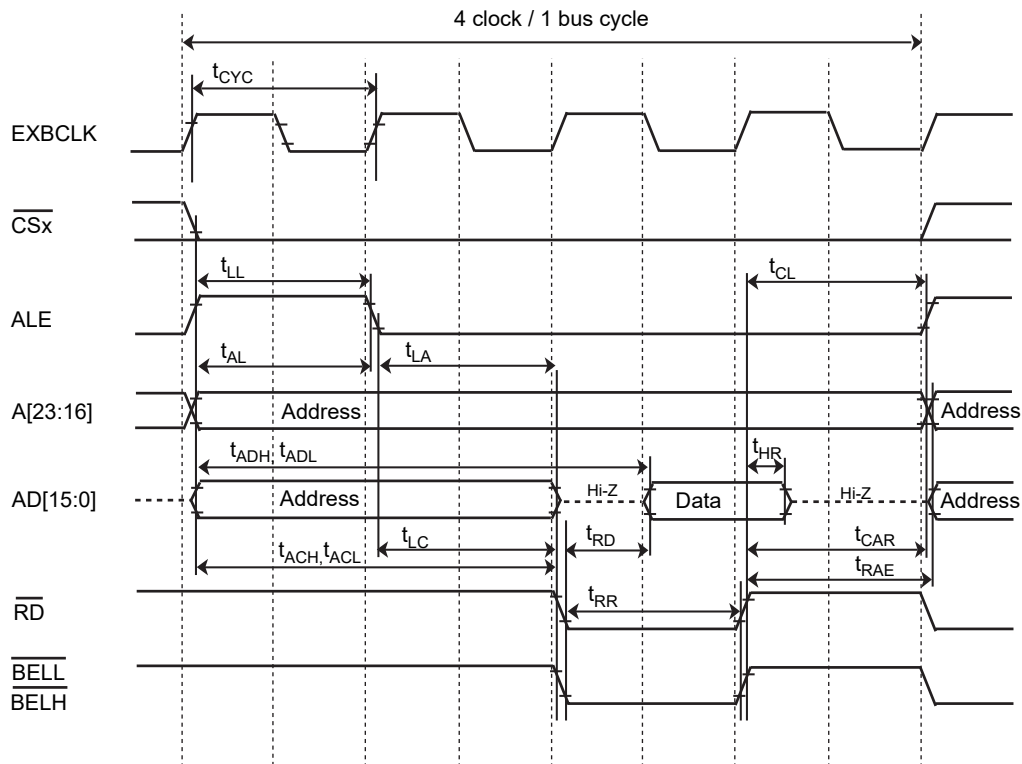 4 clock / 1 bus cycle
tCYC
EXBCLK
CSx
tLL
tCL
ALE
tAL
tLA
A[23:16]
Address
Address
tADH, tADL
tHR
AD[15:0]
Address
Hi-Z
Data
Hi-Z
Address
tLC
tRD
tCAR
tACH,tACL
tRAE
RD
tRR
BELL
BELH